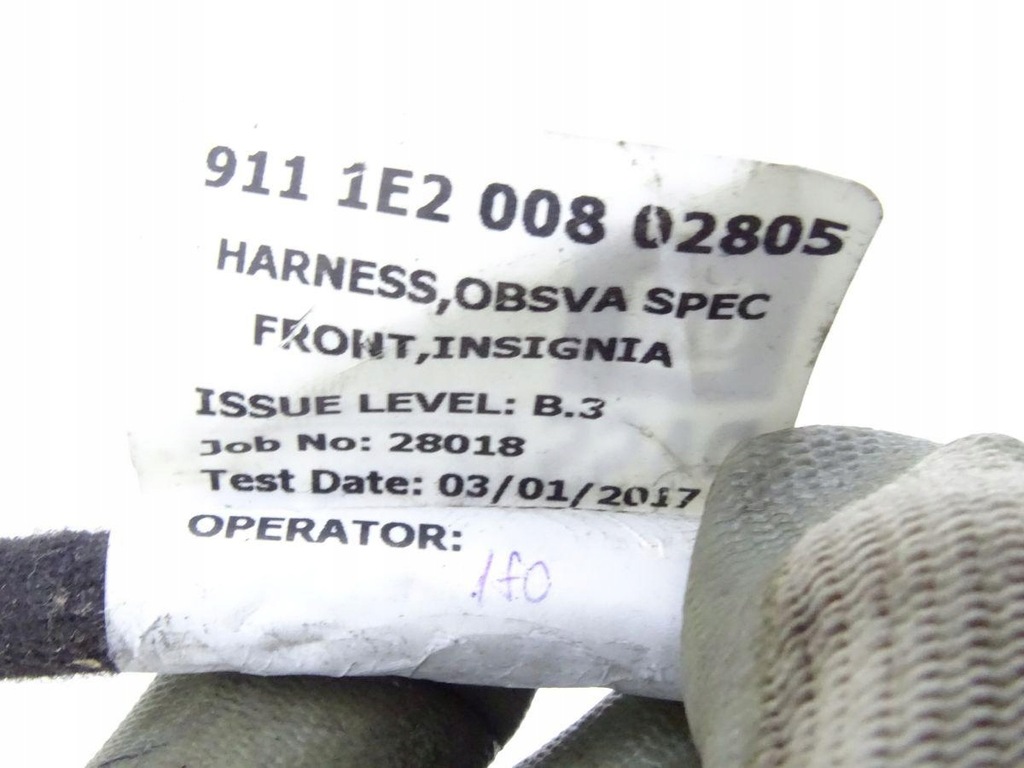 911 1E2 008 02805
HARNESS,OBSVA SPEC
FRONT,INSIGNIA
ISSUE LEVEL: B.3
Job No: 28018
Test Date: 03/01/2017
OPERATOR: